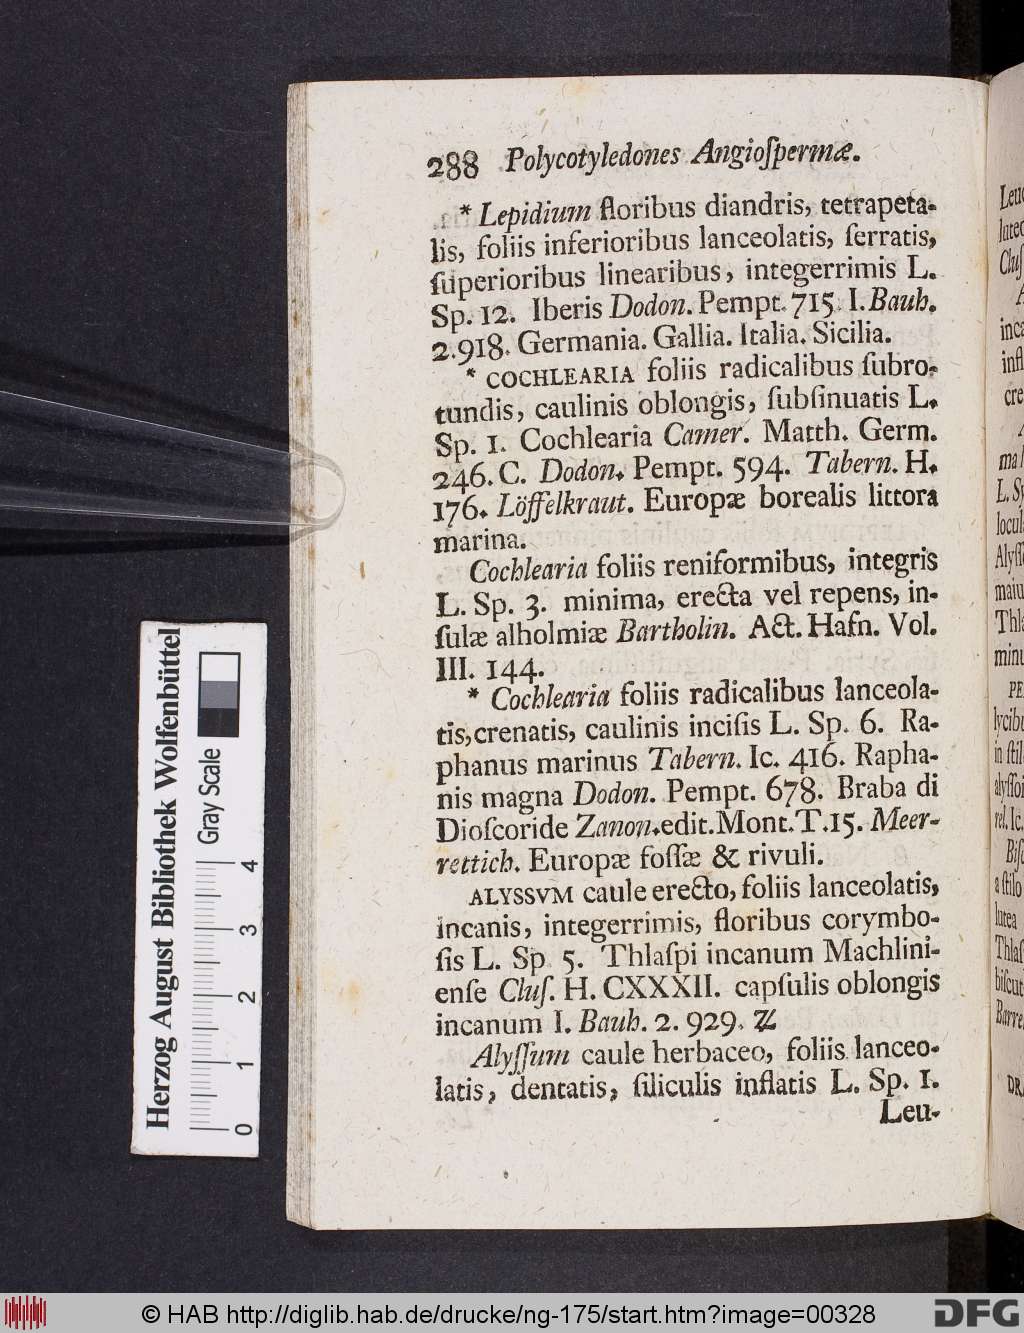 288 Polycotyledones Angioſpermæ.
* Lepidium floribus diandris, tetrapeta-
lis, foliis inferioribus lanceolatis, ſerratis,
ſuperioribus linearibus, integerrimis L.
Sp. 12. Iberis Dodon. Pempt. 715. I. Bauh.
2.918. Germania. Gallia. Italia. Sicilia.
* COCHLEARIA foliis radicalibus ſubro-
tundis, caulinis oblongis, ſubſinuatis L.
Sp. 1. Cochlearia Camer. Matth. Germ.
246. C. Dodon. Pempt. 594. Tabern. H.
176. Löffelkraut. Europæ borealis littora
marina.
Cochlearia foliis reniformibus, integris
L. Sp. 3. minima, erecta vel repens, in-
ſulæ alholmiæ Bartholin. Act. Hafn. Vol.
III. 144.
* Cochlearia foliis radicalibus lanceola-
tis, crenatis, caulinis inciſis L. Sp. 6. Ra-
phanus marinus Tabern. Ic. 416. Rapha-
nis magna Dodon. Pempt. 678. Braba di
Dioſcoride Zanon. edit. Mont. T. 15. Meer-
rettich. Europæ foſſæ & rivuli.
ALYSSVM caule erecto, foliis lanceolatis,
incanis, integerrimis, floribus corymbo-
ſis L. Sp. 5. Thlaſpi incanum Machlini-
enſe Cluſ. H. CXXXII. capſulis oblongis
incanum I. Bauh. 2. 929. ♃
Alyſſum caule herbaceo, foliis lanceo-
latis, dentatis, ſiliculis inflatis L. Sp. 1.
Leu-
Herzog August Bibliothek Wolfenbüttel
Gray Scale
0 1 2 3 4
© HAB http://diglib.hab.de/drucke/ng-175/start.htm?image=00328
DFG